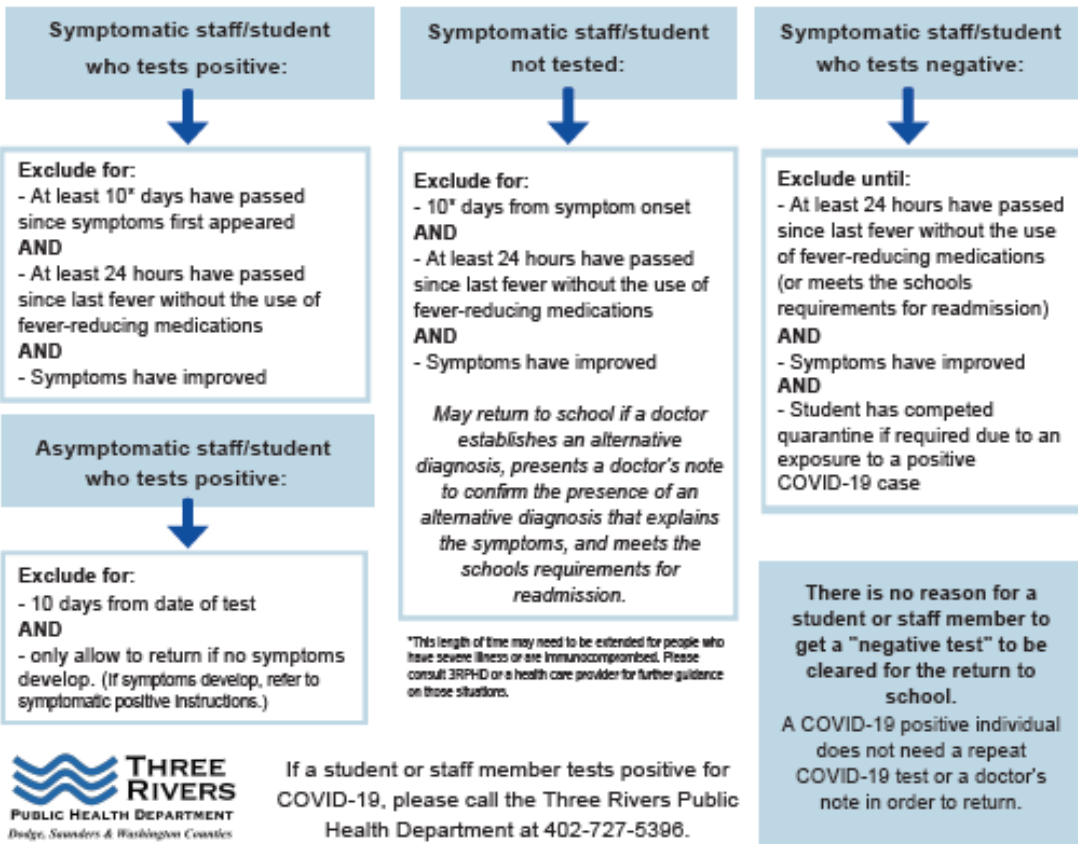 Symptomatic staff/student
who tests positive:
Exclude for:
- At least 10* days have passed
since symptoms first appeared
AND
- At least 24 hours have passed
since last fever without the use of
fever-reducing medications
AND
- Symptoms have improved
Asymptomatic staff/student
who tests positive:
Exclude for:
- 10 days from date of test
AND
- only allow to return if no symptoms
develop. (If symptoms develop, refer to
symptomatic positive instructions.)
Symptomatic staff/student
not tested:
Exclude for:
- 10* days from symptom onset
AND
- At least 24 hours have passed
since last fever without the use of
fever-reducing medications
AND
- Symptoms have improved
May return to school if a doctor
establishes an alternative
diagnosis, presents a doctor's note
to confirm the presence of an
alternative diagnosis that explains
the symptoms, and meets the
schools requirements for
readmission.
*This length of time may need to be extended for people who
have severe illness or are immunocompromised. Please
consult 3RPHD or a health care provider for further guidance
on those situations.
Symptomatic staff/student
who tests negative:
Exclude until:
- At least 24 hours have passed
since last fever without the use
of fever-reducing medications
(or meets the schools
requirements for readmission)
AND
- Symptoms have improved
AND
- Student has competed
quarantine if required due to an
exposure to a positive
COVID-19 case
There is no reason for a
student or staff member to
get a "negative test" to be
cleared for the return to
school.
A COVID-19 positive individual
does not need a repeat
COVID-19 test or a doctor's
note in order to return.
THREE
RIVERS
PUBLIC HEALTH DEPARTMENT
Dodge, Saunders & Washington Counties
If a student or staff member tests positive for
COVID-19, please call the Three Rivers Public
Health Department at 402-727-5396.